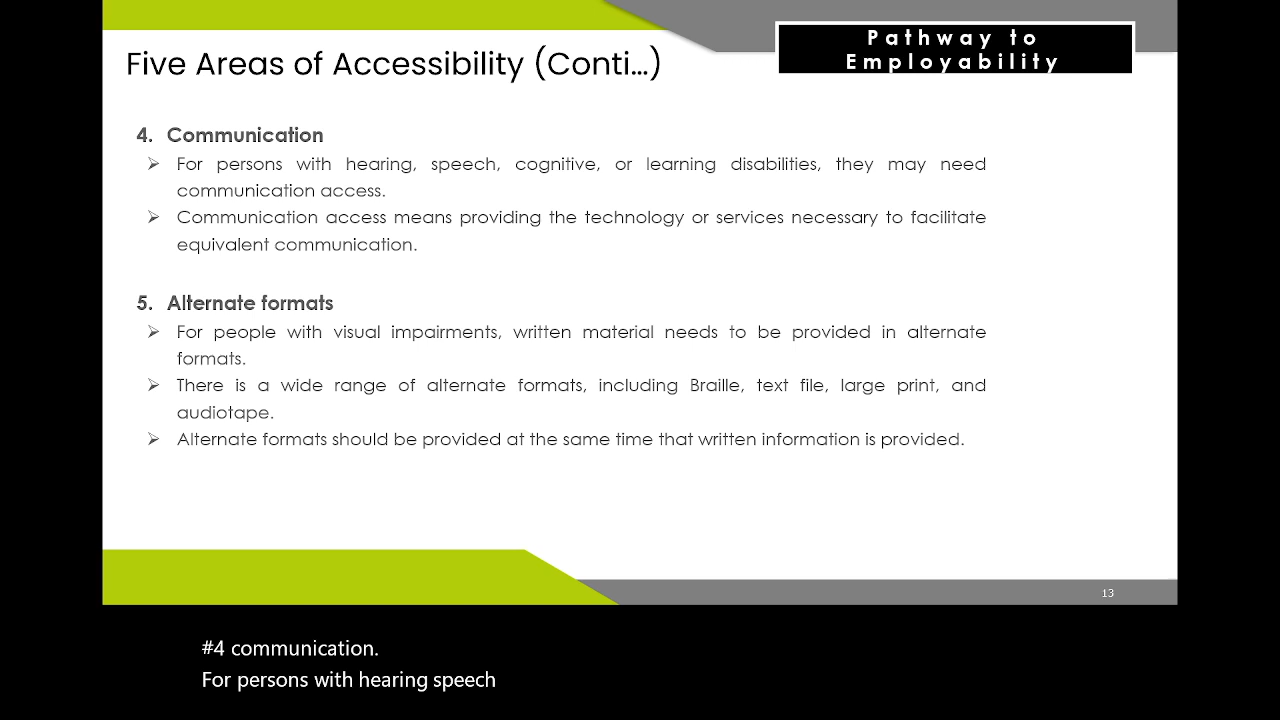 Pathway to
Employability
Five Areas of Accessibility (Conti...)
4. Communication
➢ For persons with hearing, speech, cognitive, or learning disabilities, they may need
communication access.
➢ Communication access means providing the technology or services necessary to facilitate
equivalent communication.
5. Alternate formats
➢ For people with visual impairments, written material needs to be provided in alternate
formats.
➢ There is a wide range of alternate formats, including Braille, text file, large print, and
audiotape.
➢ Alternate formats should be provided at the same time that written information is provided.
13
#4 communication.
For persons with hearing speech